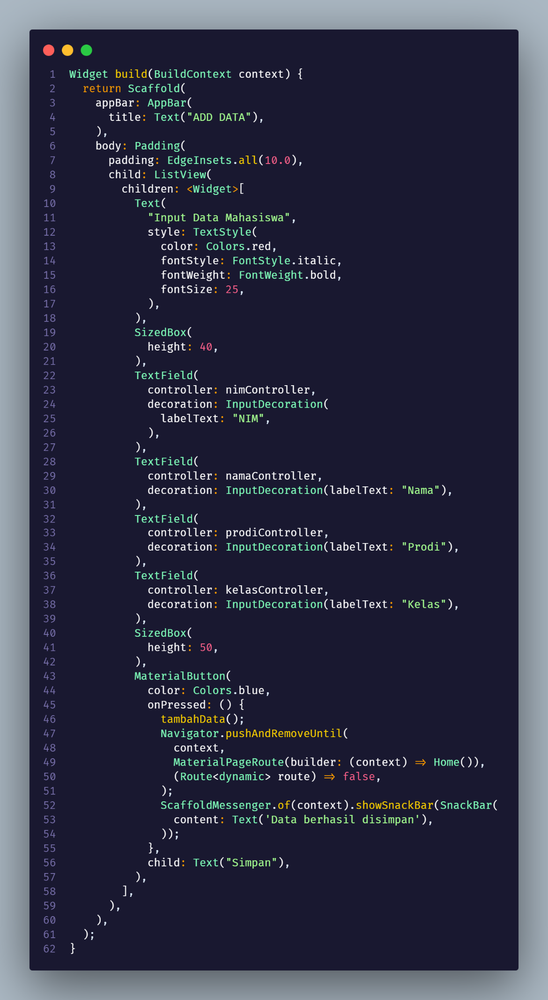 1 Widget build(BuildContext context) {
2   return Scaffold(
3     appBar: AppBar(
4       title: Text("ADD DATA"),
5     ),
6     body: Padding(
7       padding: EdgeInsets.all(10.0),
8       child: ListView(
9         children: <Widget>[
10           Text(
11             "Input Data Mahasiswa",
12             style: TextStyle(
13               color: Colors.red,
14               fontStyle: FontStyle.italic,
15               fontWeight: FontWeight.bold,
16               fontSize: 25,
17             ),
18           ),
19           SizedBox(
20             height: 40,
21           ),
22           TextField(
23             controller: nimController,
24             decoration: InputDecoration(
25               labelText: "NIM",
26             ),
27           ),
28           TextField(
29             controller: namaController,
30             decoration: InputDecoration(labelText: "Nama"),
31           ),
32           TextField(
33             controller: prodiController,
34             decoration: InputDecoration(labelText: "Prodi"),
35           ),
36           TextField(
37             controller: kelasController,
38             decoration: InputDecoration(labelText: "Kelas"),
39           ),
40           SizedBox(
41             height: 50,
42           ),
43           MaterialButton(
44             color: Colors.blue,
45             onPressed: () {
46               tambahData();
47               Navigator.pushAndRemoveUntil(
48                 context,
49                 MaterialPageRoute(builder: (context) => Home()),
50                 (Route<dynamic> route) => false,
51               );
52               ScaffoldMessenger.of(context).showSnackBar(SnackBar(
53                 content: Text('Data berhasil disimpan'),
54               ));
55             },
56             child: Text("Simpan"),
57           ),
58         ],
59       ),
60     ),
61   );
62 }